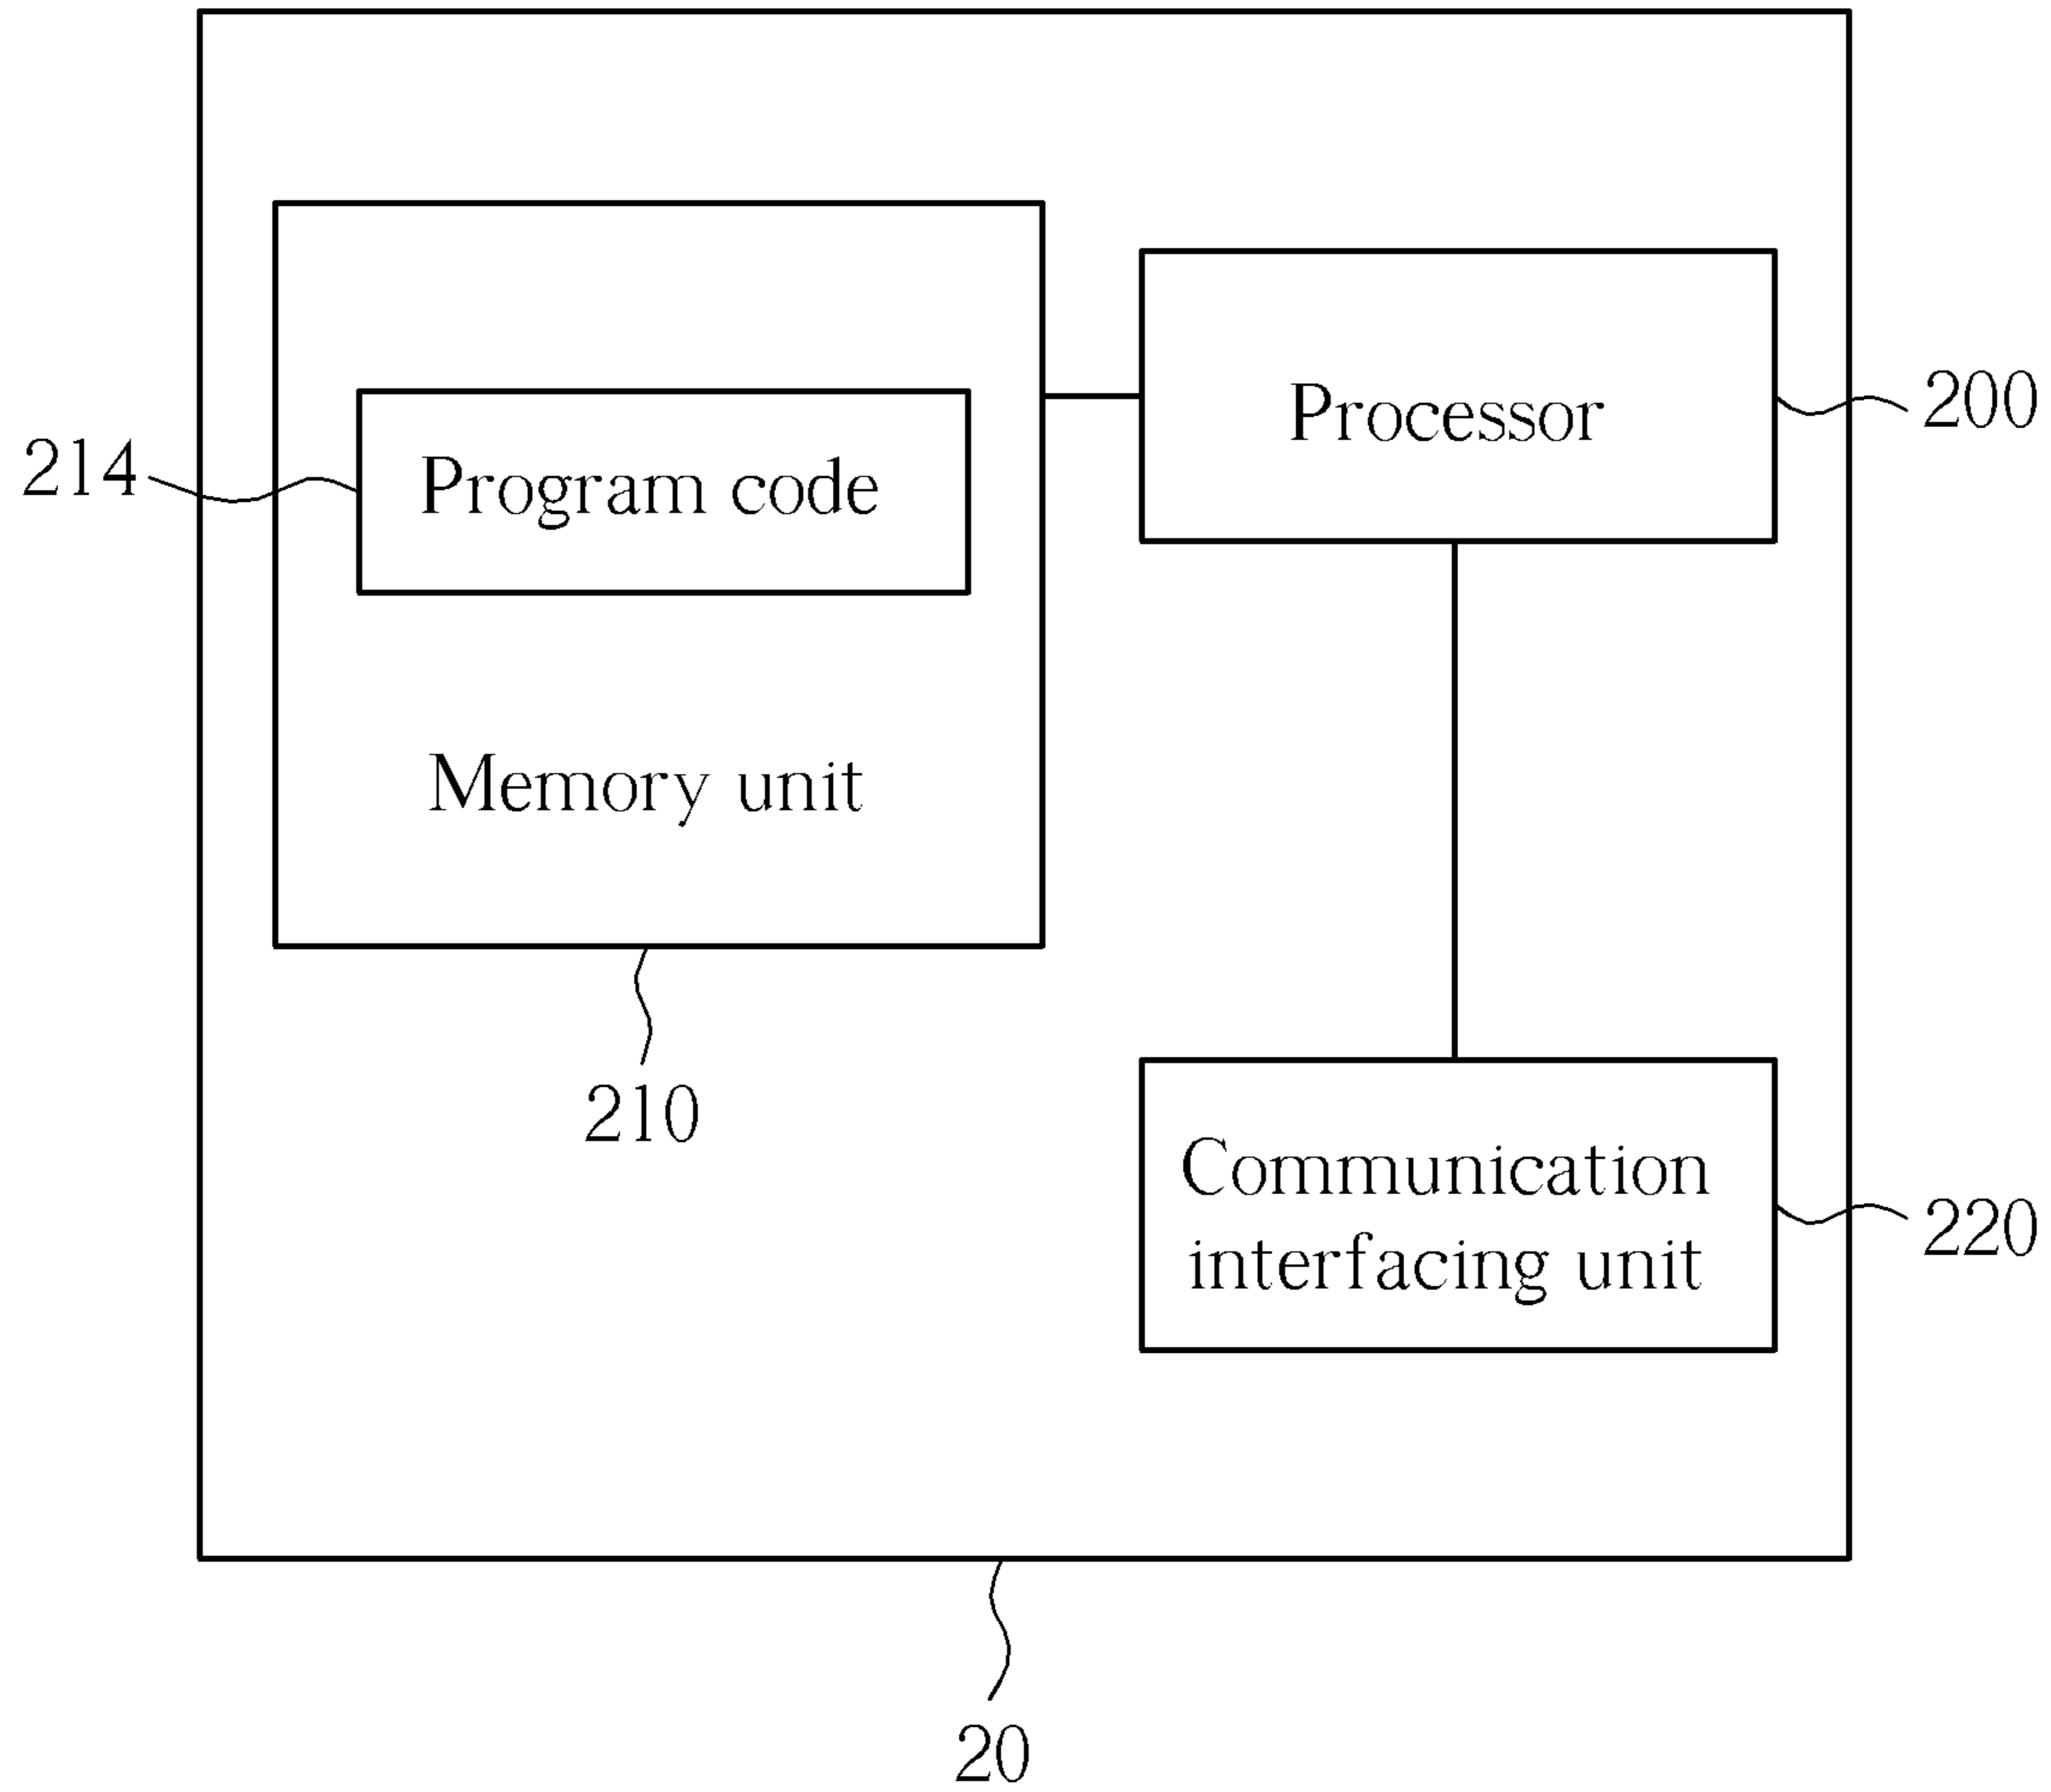 200
214
Processor
Program code
Memory unit
210
Communication
interfacing unit
220
20